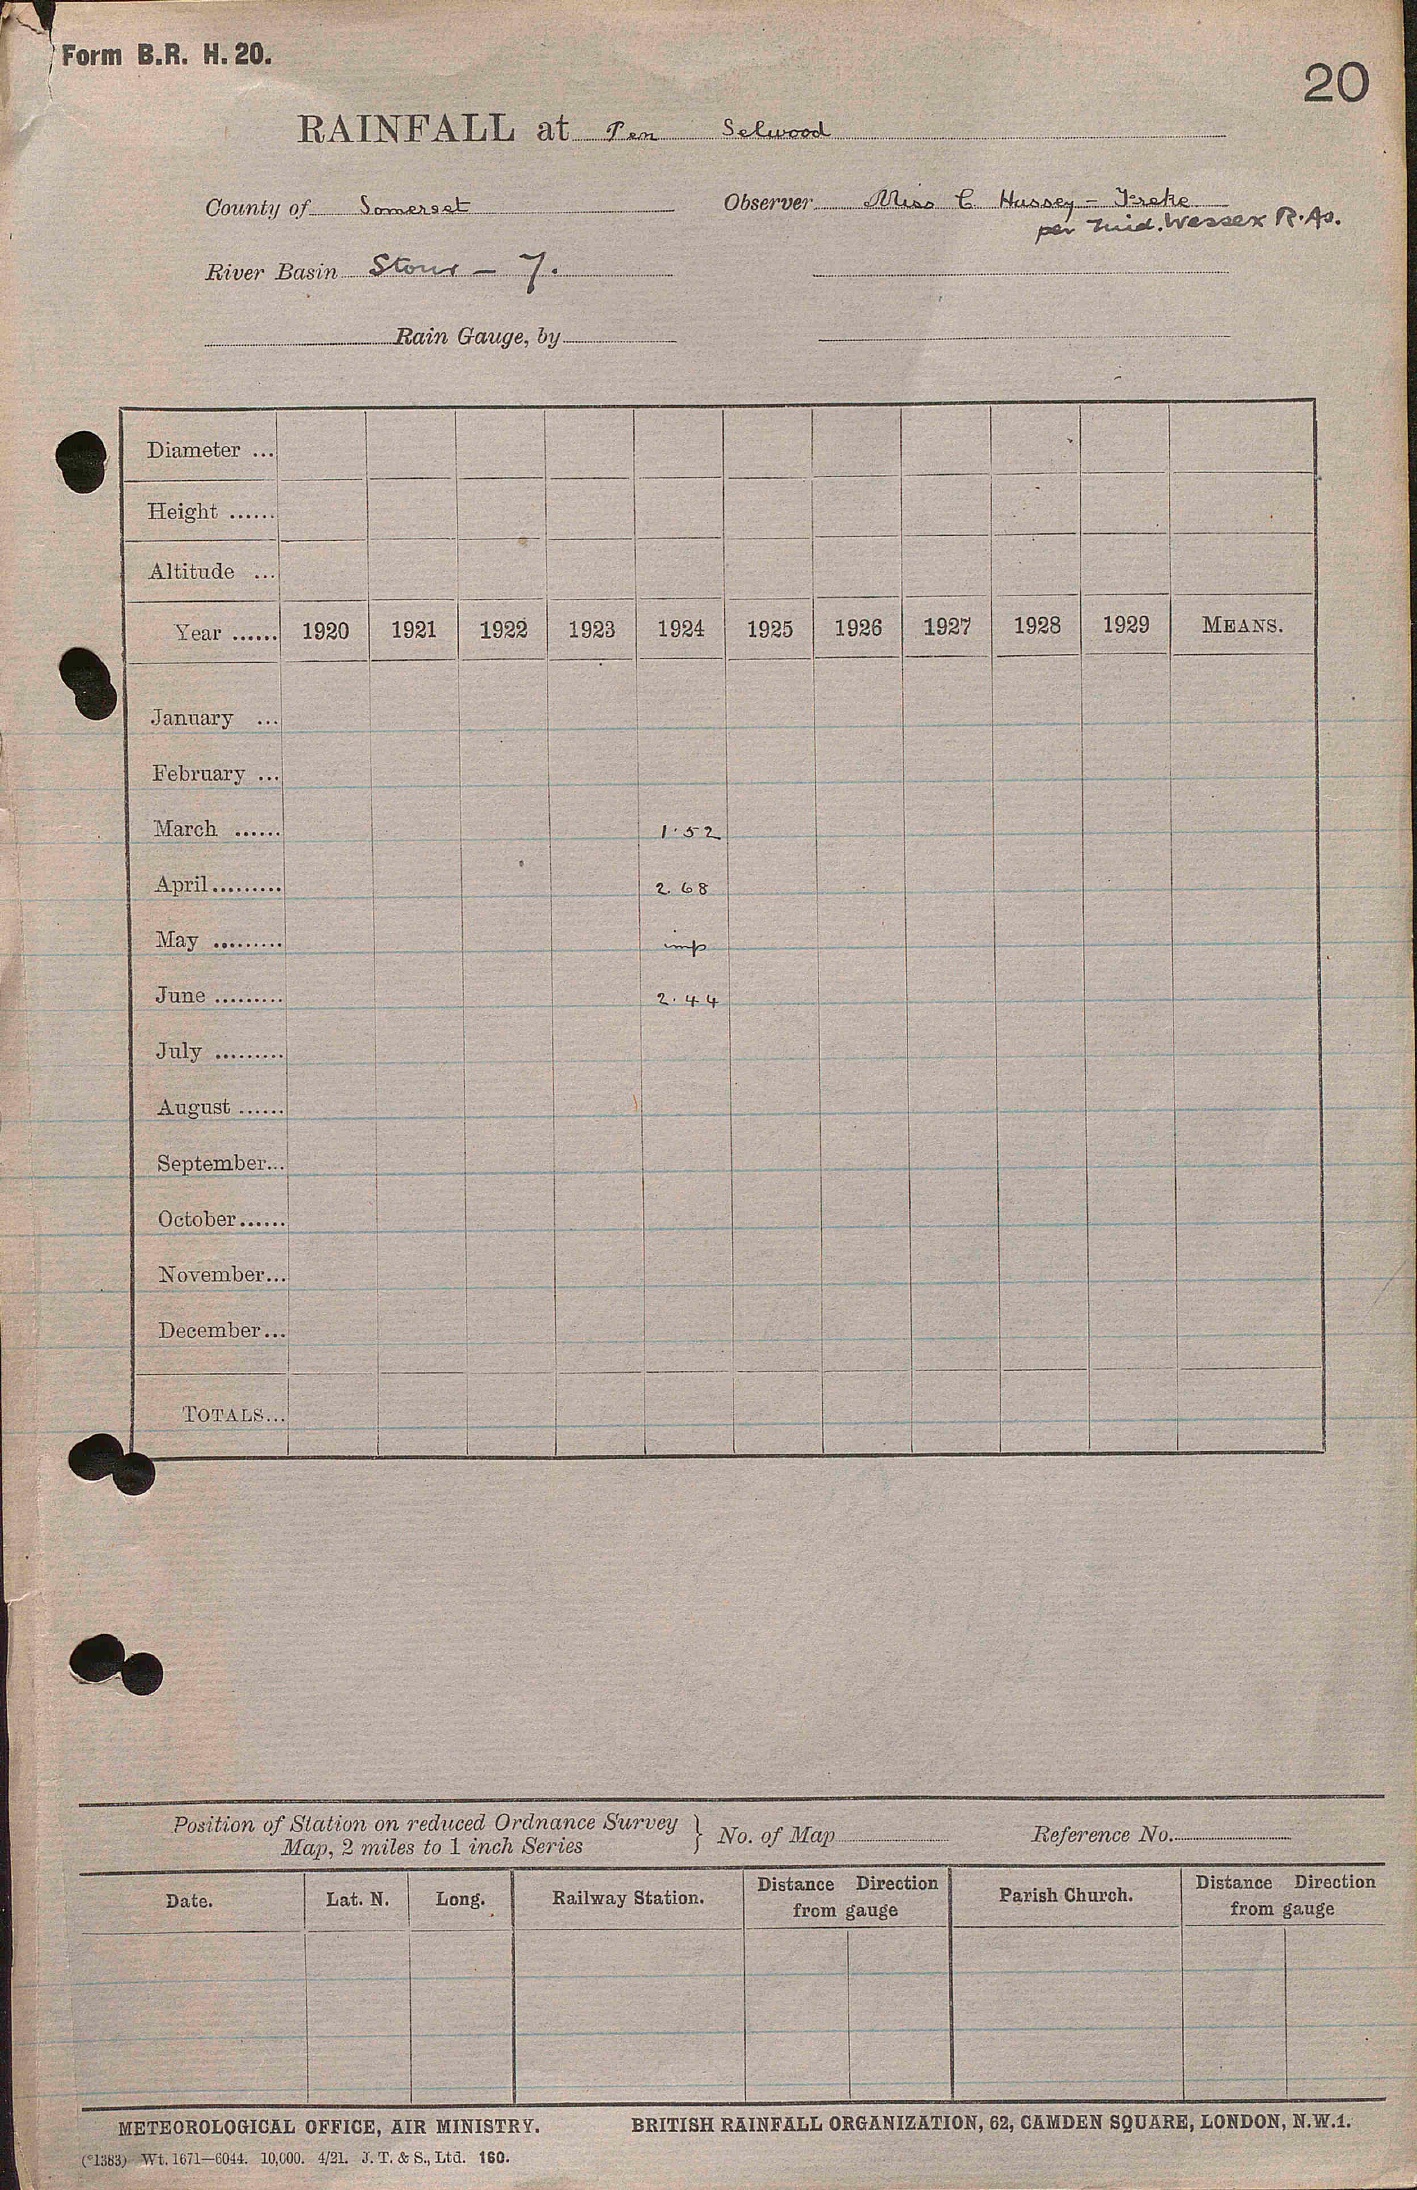 Form B.R. H. 20.
20
RAINFALL at Pen Selwood
County of Somerset Observer Miss C Hussey - Freke
per Mid. Wessex R. As.
River Basin Stour - 7.
Rain Gauge, by
Diameter ...
Height ......
Altitude ...
Year ...... 1920 1921 1922 1923 1924 1925 1926 1927 1928 1929 MEANS.
January ...
February ...
March ...... 1.52
April ......... 2.68
May ......... imp
June ......... 2.44
July .........
August ......
September...
October......
November...
December...
TOTALS...
Position of Station on reduced Ordnance Survey
Map, 2 miles to 1 inch Series } No. of Map Reference No.
Date. Lat. N. Long. Railway Station. Distance Direction from gauge Parish Church. Distance Direction from gauge
METEOROLOGICAL OFFICE, AIR MINISTRY. BRITISH RAINFALL ORGANIZATION, 62, CAMDEN SQUARE, LONDON, N.W.1.
(*1383) Wt. 1671—6044. 10,000. 4/21. J. T. & S., Ltd. 160.